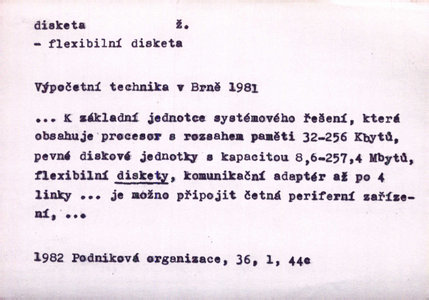 disketa ž.
- flexibilní disketa
Výpočetní technika v Brně 1981
... K základní jednotce systémového řešení, která
obsahuje procesor s rozsahem paměti 32-256 Kbytů,
pevné diskové jednotky s kapacitou 8,6-257,4 Mbytů,
flexibilní diskety, komunikační adaptér až po 4
linky ... je možno připojit četná periferní zaříze-
ní, ...
1982 Podniková organizace, 36, 1, 44e